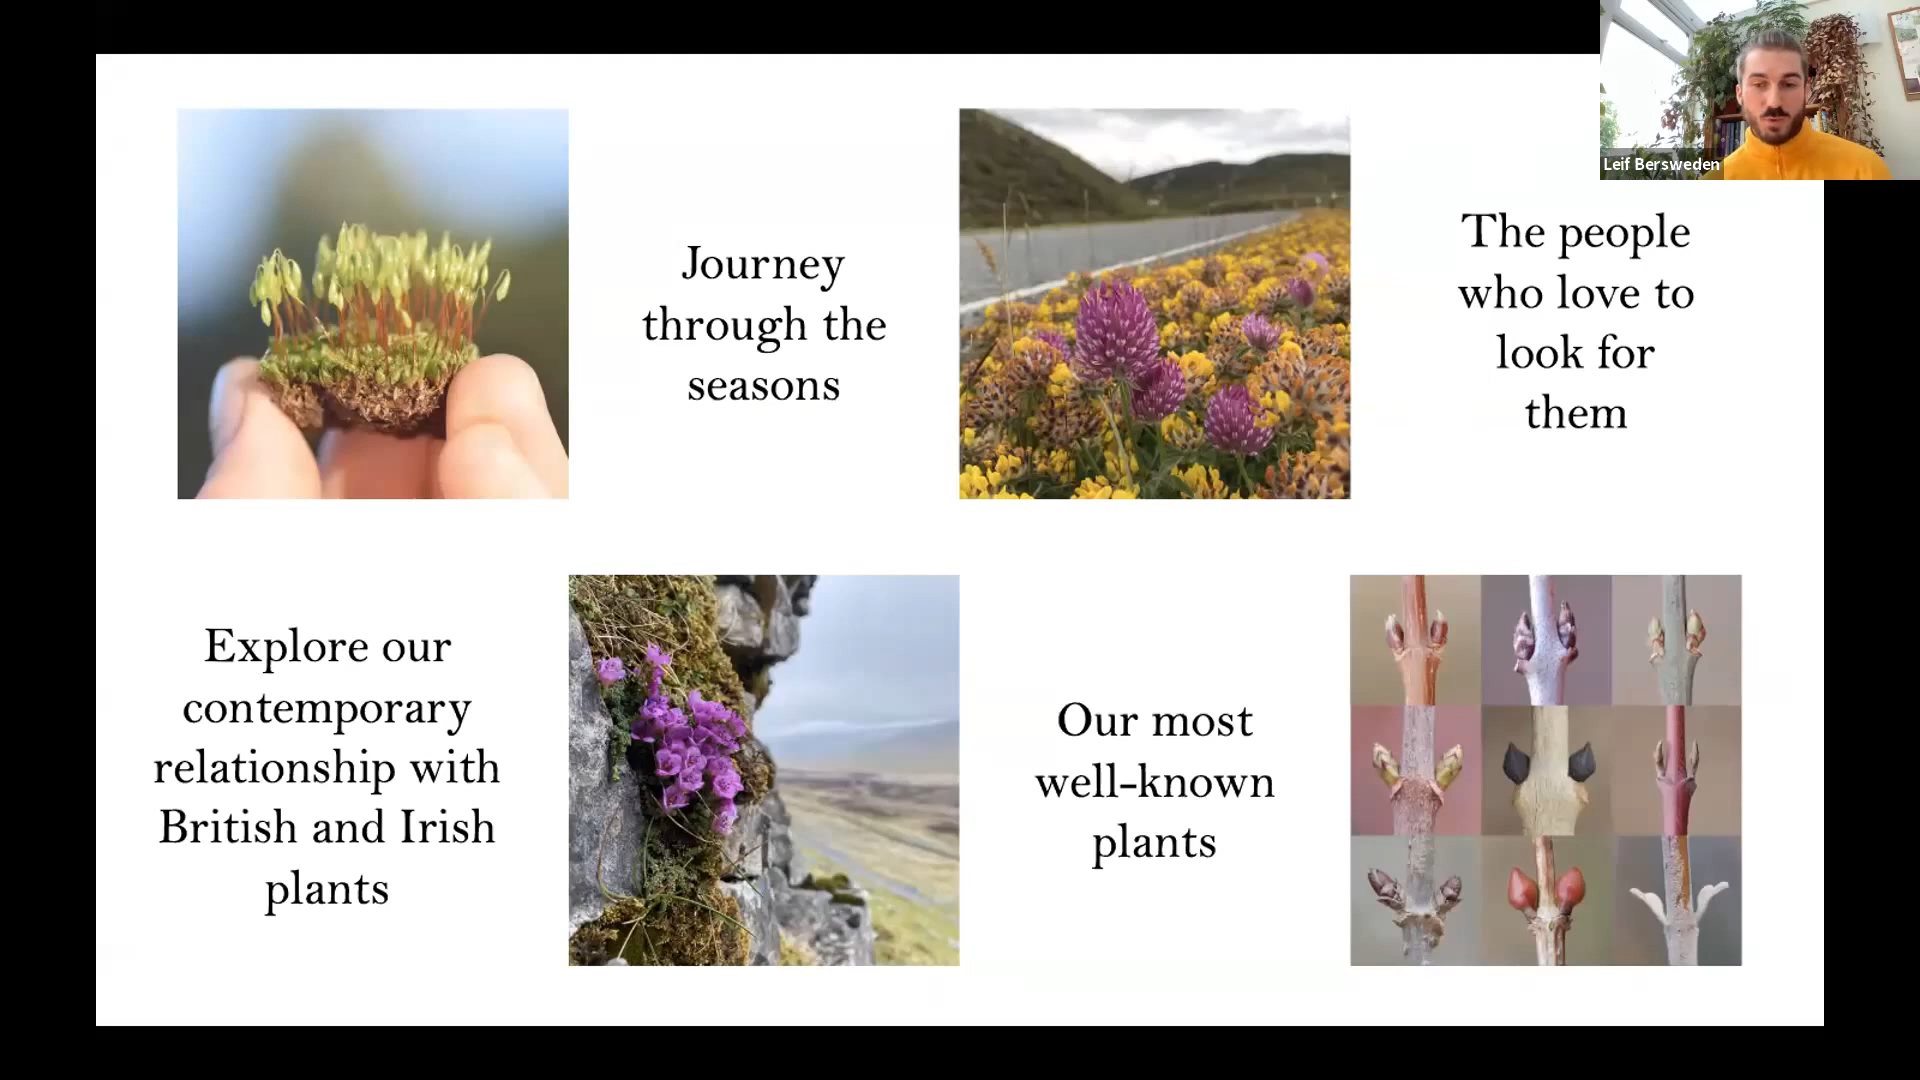 Leif Bersweden
Journey
through the
seasons
The people
who love to
look for
them
Explore our
contemporary
relationship with
British and Irish
plants
Our most
well-known
plants